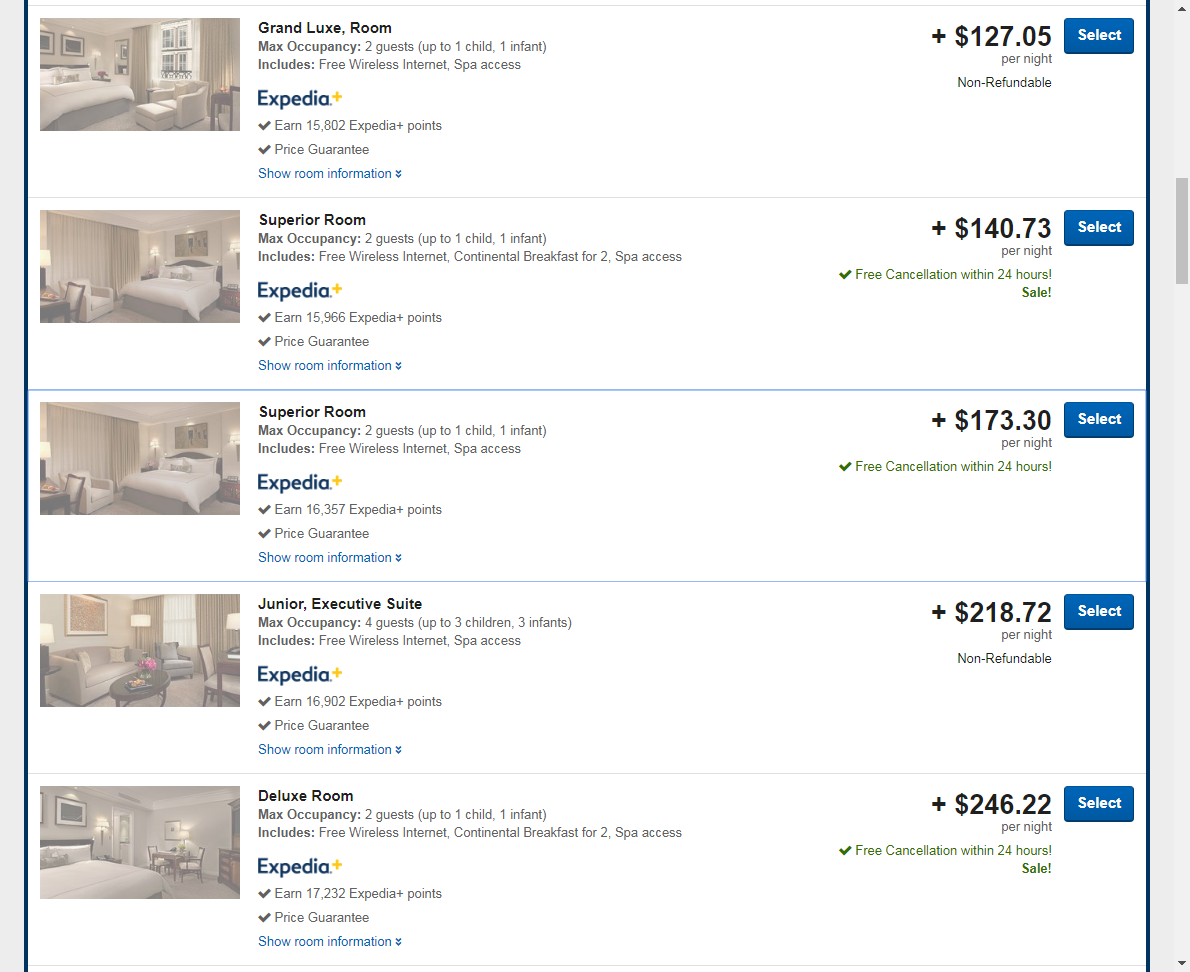 Grand Luxe, Room
Max Occupancy: 2 guests (up to 1 child, 1 infant)
Includes: Free Wireless Internet, Spa access
Expedia+
Earn 15,802 Expedia+ points
Price Guarantee
Show room information
+ $127.05
per night
Non-Refundable
Select
Superior Room
Max Occupancy: 2 guests (up to 1 child, 1 infant)
Includes: Free Wireless Internet, Continental Breakfast for 2, Spa access
Expedia+
Earn 15,966 Expedia+ points
Price Guarantee
Show room information
+ $140.73
per night
Free Cancellation within 24 hours!
Sale!
Select
Superior Room
Max Occupancy: 2 guests (up to 1 child, 1 infant)
Includes: Free Wireless Internet, Spa access
Expedia+
Earn 16,357 Expedia+ points
Price Guarantee
Show room information
+ $173.30
per night
Free Cancellation within 24 hours!
Select
Junior, Executive Suite
Max Occupancy: 4 guests (up to 3 children, 3 infants)
Includes: Free Wireless Internet, Spa access
Expedia+
Earn 16,902 Expedia+ points
Price Guarantee
Show room information
+ $218.72
per night
Non-Refundable
Select
Deluxe Room
Max Occupancy: 2 guests (up to 1 child, 1 infant)
Includes: Free Wireless Internet, Continental Breakfast for 2, Spa access
Expedia+
Earn 17,232 Expedia+ points
Price Guarantee
Show room information
+ $246.22
per night
Free Cancellation within 24 hours!
Sale!
Select